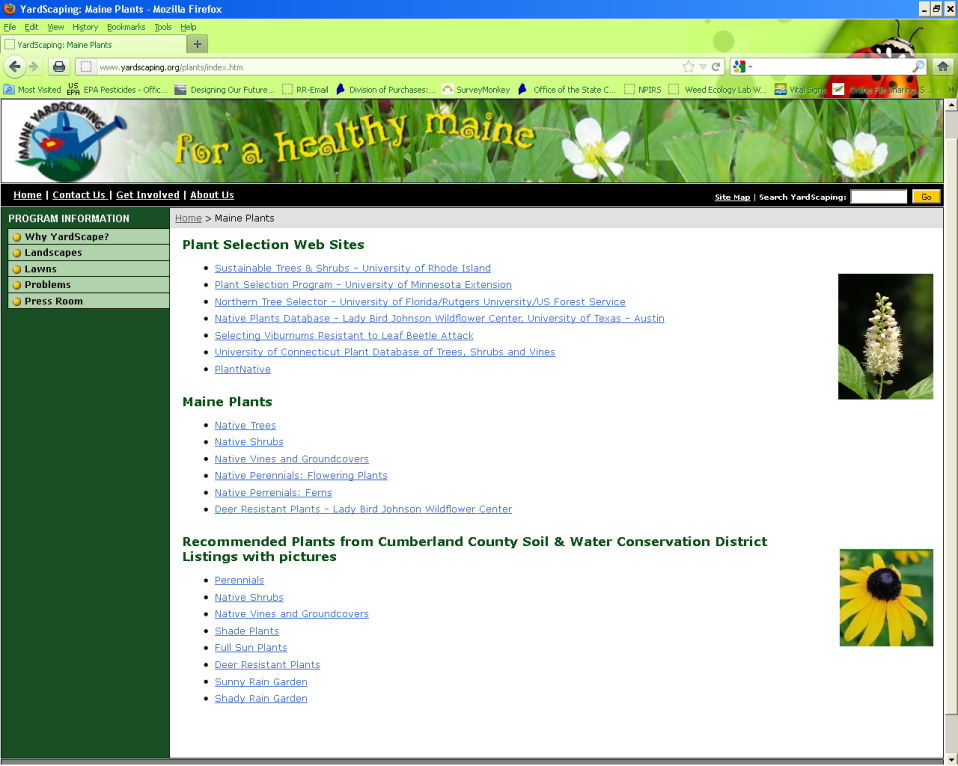 YardScaping: Maine Plants - Mozilla Firefox
File Edit View History Bookmarks Tools Help
YardScaping: Maine Plants
www.yardscaping.org/plants/index.htm
Most Visited US EPA EPA Pesticides - Offic... Designing Our Future... RR-Email Division of Purchases:... SurveyMonkey Office of the State C... NPIRS Weed Ecology Lab W... Vital Signs Online File Sharing, S...
MAINE YARDSCAPING
for a healthy maine
Home | Contact Us | Get Involved | About Us
Site Map | Search YardScaping: Go
PROGRAM INFORMATION
Why YardScape?
Landscapes
Lawns
Problems
Press Room
Home > Maine Plants
Plant Selection Web Sites
• Sustainable Trees & Shrubs - University of Rhode Island
• Plant Selection Program - University of Minnesota Extension
• Northern Tree Selector - University of Florida/Rutgers University/US Forest Service
• Native Plants Database - Lady Bird Johnson Wildflower Center, University of Texas - Austin
• Selecting Viburnums Resistant to Leaf Beetle Attack
• University of Connecticut Plant Database of Trees, Shrubs and Vines
• PlantNative
Maine Plants
• Native Trees
• Native Shrubs
• Native Vines and Groundcovers
• Native Perennials: Flowering Plants
• Native Perrenials: Ferns
• Deer Resistant Plants - Lady Bird Johnson Wildflower Center
Recommended Plants from Cumberland County Soil & Water Conservation District
Listings with pictures
• Perennials
• Native Shrubs
• Native Vines and Groundcovers
• Shade Plants
• Full Sun Plants
• Deer Resistant Plants
• Sunny Rain Garden
• Shady Rain Garden